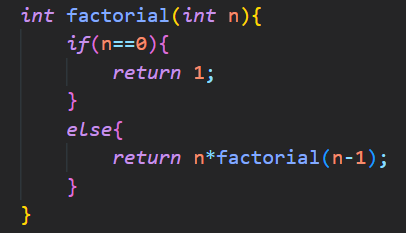 int factorial(int n){
    if(n==0){
        return 1;
    }
    else{
        return n*factorial(n-1);
    }
}